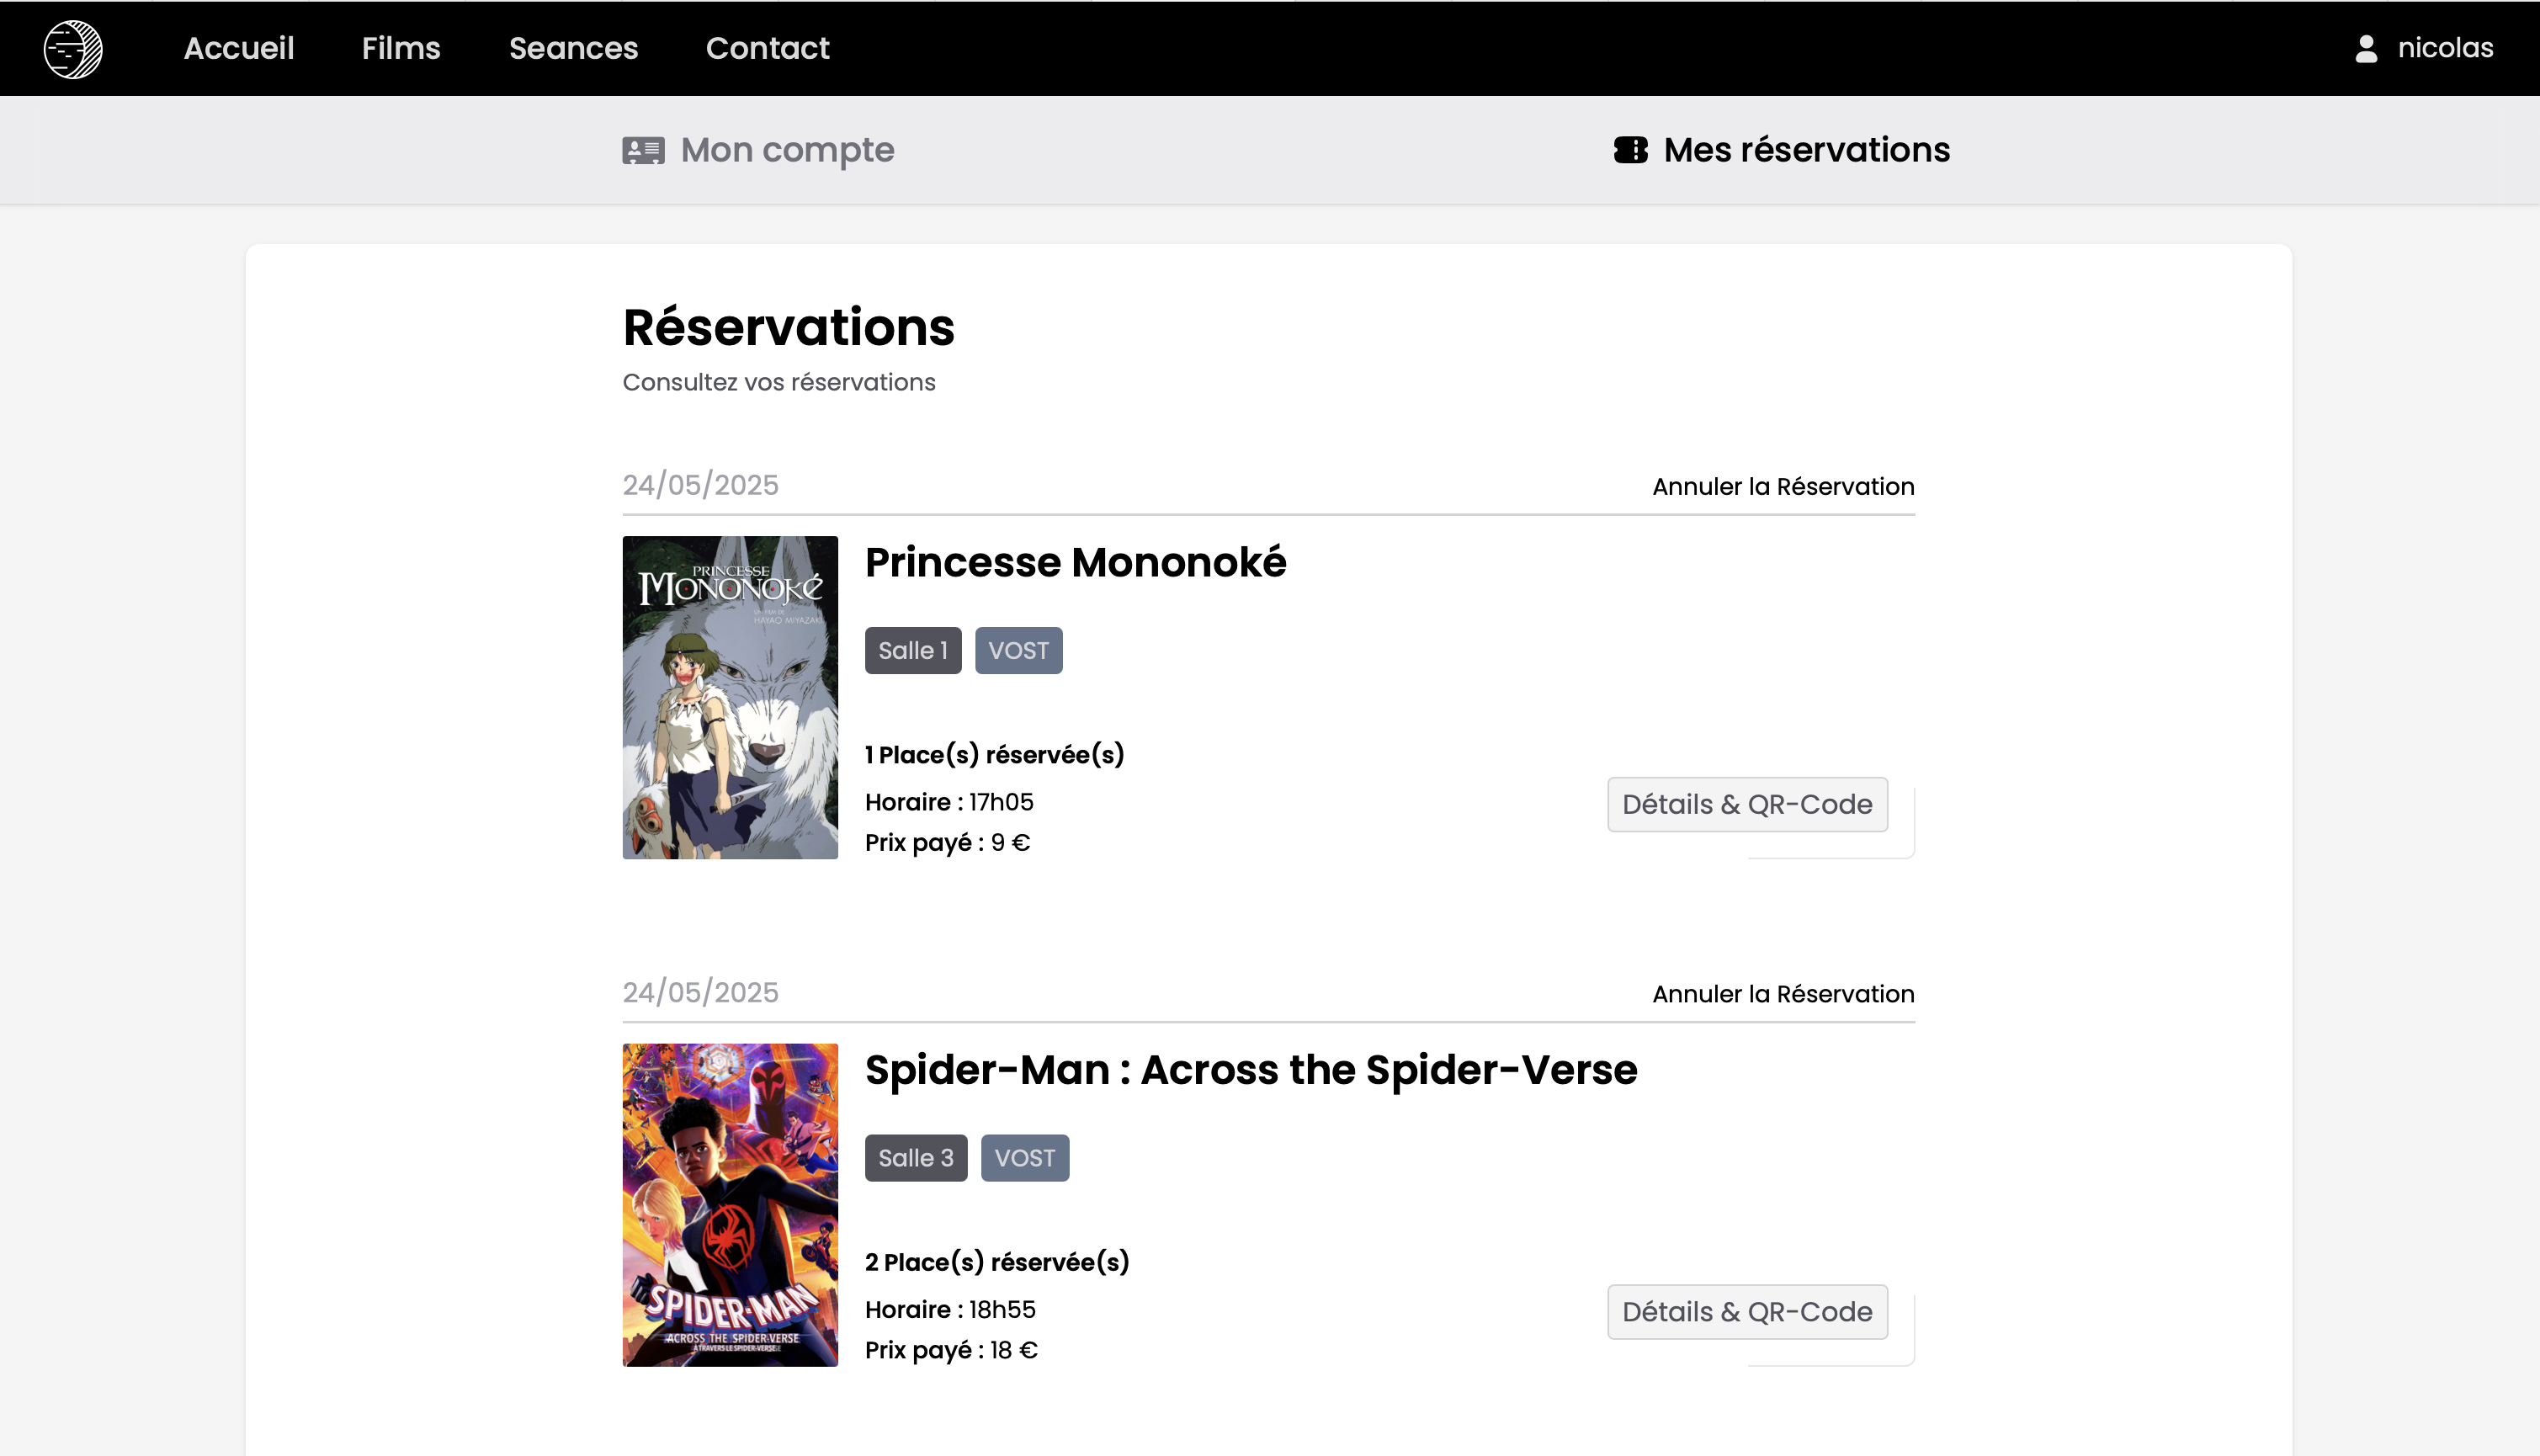 Accueil Films Seances Contact nicolas
Mon compte Mes réservations
Réservations
Consultez vos réservations
24/05/2025 Annuler la Réservation
PRINCESSE
MONONOKÉ
UN FILM DE
HAYAO MIYAZAKI
Princesse Mononoké
Salle 1 VOST
1 Place(s) réservée(s)
Horaire : 17h05
Prix payé : 9 €
Détails & QR-Code
24/05/2025 Annuler la Réservation
Spider-Man : Across the Spider-Verse
Salle 3 VOST
2 Place(s) réservée(s)
Horaire : 18h55
Prix payé : 18 €
Détails & QR-Code
SPIDER-MAN
ACROSS THE SPIDER-VERSE
À TRAVERS LE SPIDER-VERSE